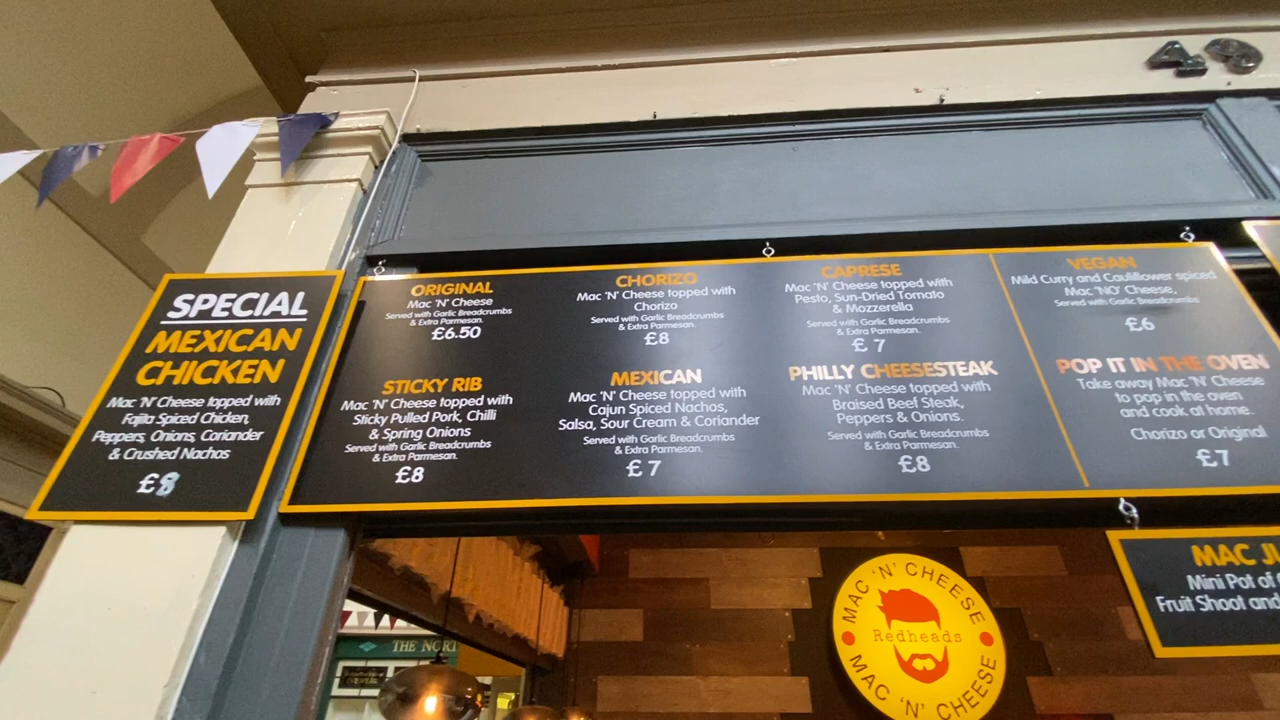 49
SPECIAL
MEXICAN
CHICKEN
Mac 'N' Cheese topped with
Fajita Spiced Chicken,
Peppers, Onions, Coriander
& Crushed Nachos
£8
ORIGINAL
Mac 'N' Cheese
Served with Garlic Breadcrumbs
& Extra Parmesan.
£6.50
CHORIZO
Mac 'N' Cheese topped with
Chorizo
Served with Garlic Breadcrumbs
& Extra Parmesan.
£8
CAPRESE
Mac 'N' Cheese topped with
Pesto, Sun-Dried Tomato
& Mozzerella
Served with Garlic Breadcrumbs
& Extra Parmesan.
£7
STICKY RIB
Mac 'N' Cheese topped with
Sticky Pulled Pork, Chilli
& Spring Onions
Served with Garlic Breadcrumbs
& Extra Parmesan.
£8
MEXICAN
Mac 'N' Cheese topped with
Cajun Spiced Nachos,
Salsa, Sour Cream & Coriander
Served with Garlic Breadcrumbs
& Extra Parmesan.
£7
PHILLY CHEESESTEAK
Mac 'N' Cheese topped with
Braised Beef Steak,
Peppers & Onions.
Served with Garlic Breadcrumbs
& Extra Parmesan.
£8
VEGAN
Mild Curry and Cauliflower spiced
Mac 'NO' Cheese,
Served with Garlic Breadcrumbs
£6
POP IT IN THE OVEN
Take away Mac 'N' Cheese
to pop in the oven
and cook at home.
Chorizo or Original
£7
MAC
Mini Pot of
Fruit Shoot and
MAC 'N' CHEESE
Redheads
MAC 'N' CHEESE
THE